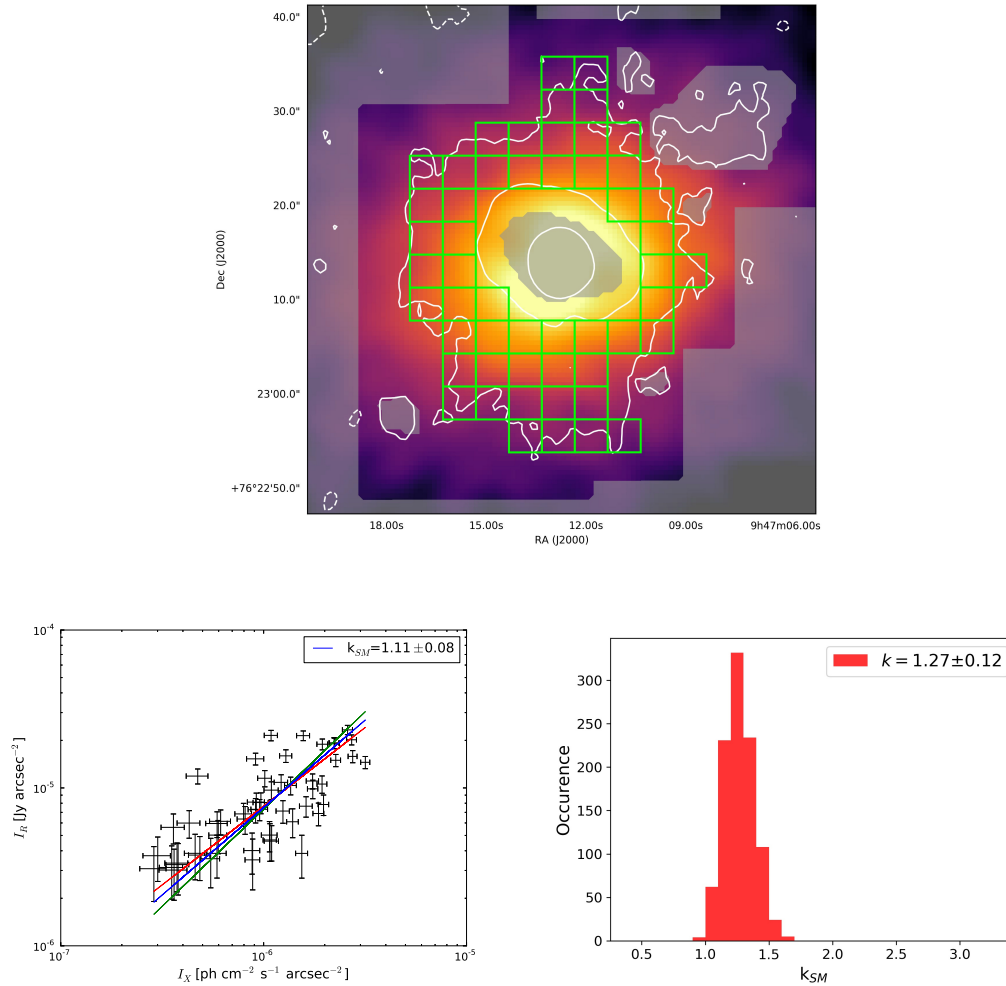 40.0"
30.0"
20.0"
10.0"
23'00.0"
+76°22'50.0"
Dec (J2000)
18.00s 15.00s 12.00s 09.00s 9h47m06.00s
RA (J2000)
10⁻⁴
10⁻⁵
10⁻⁶
I_R [Jy arcsec⁻²]
k_SM=1.11±0.08
10⁻⁷ 10⁻⁶ 10⁻⁵
I_X [ph cm⁻² s⁻¹ arcsec⁻²]
300
250
200
150
100
50
0
Occurence
k = 1.27±0.12
0.5 1.0 1.5 2.0 2.5 3.0
k_SM